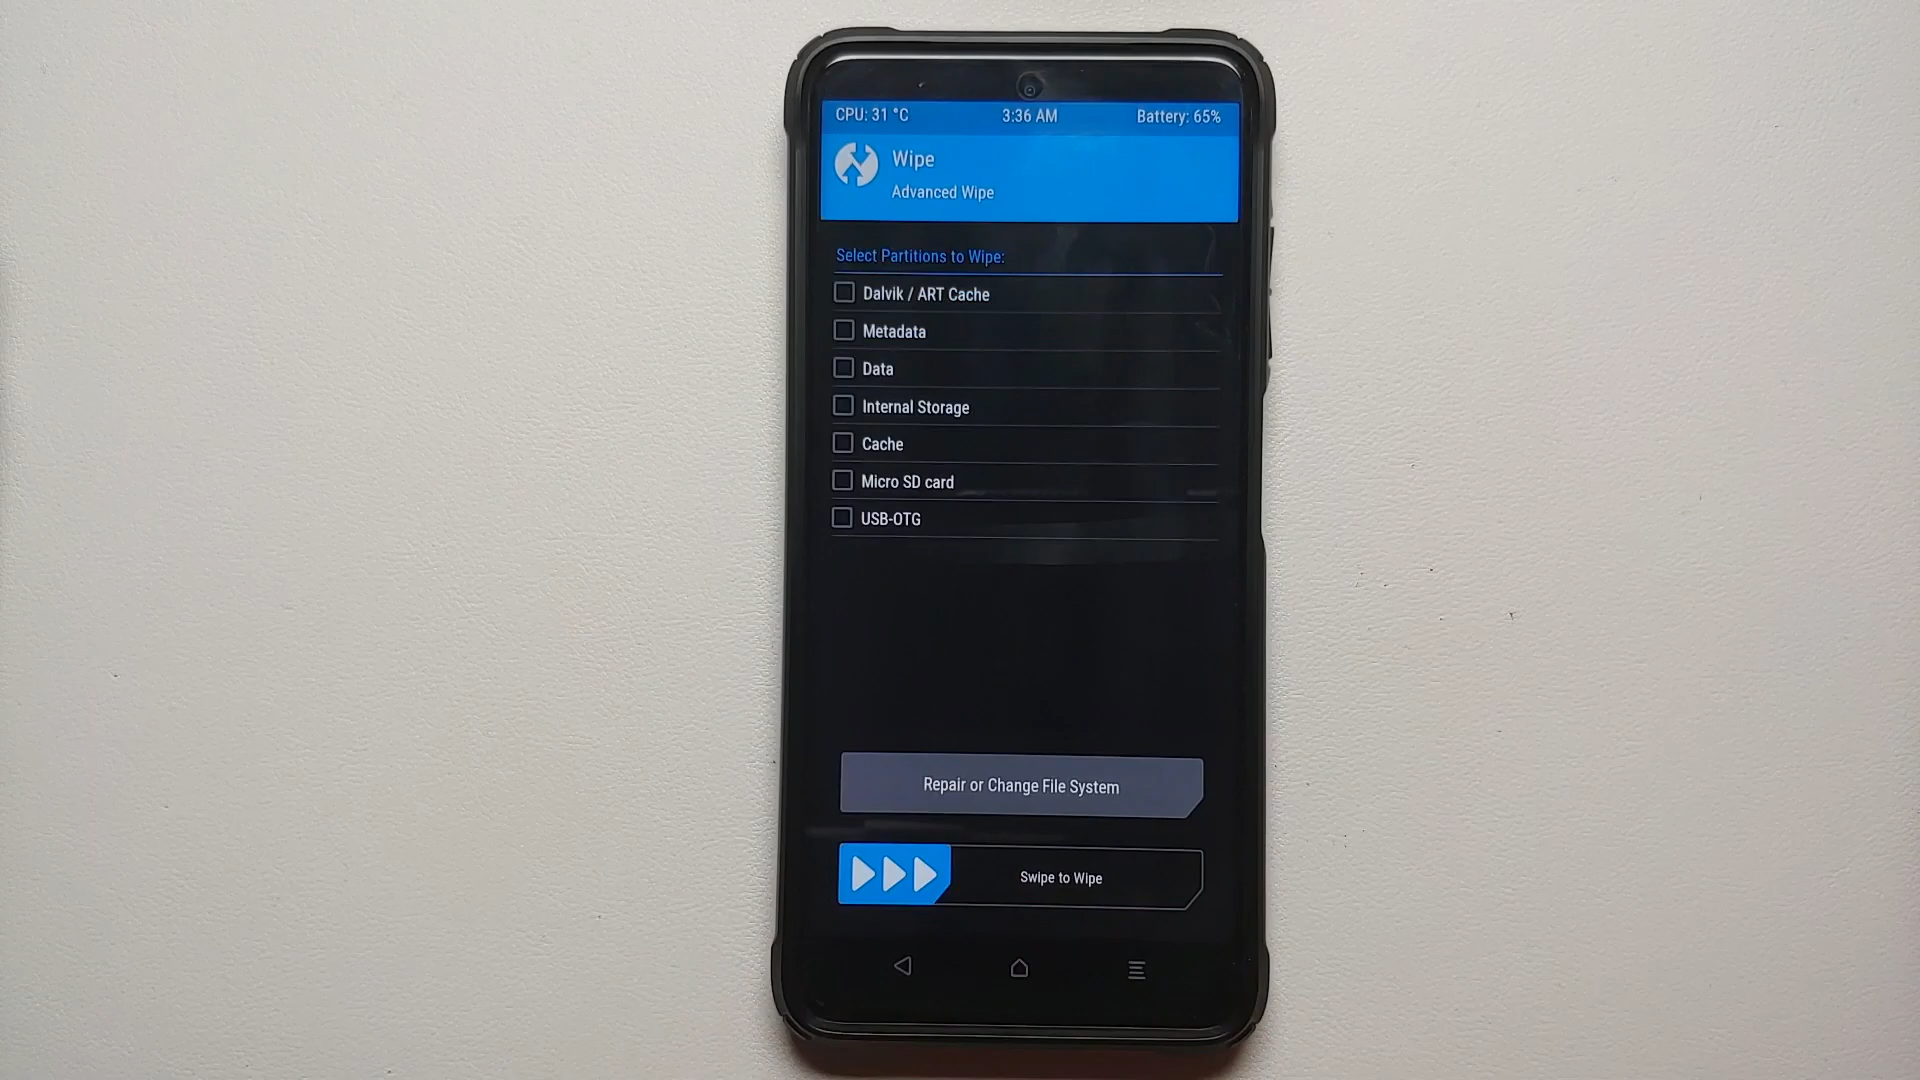 CPU: 31 °C 3:36 AM Battery: 65%
Wipe
Advanced Wipe
Select Partitions to Wipe:
Dalvik / ART Cache
Metadata
Data
Internal Storage
Cache
Micro SD card
USB-OTG
Repair or Change File System
Swipe to Wipe